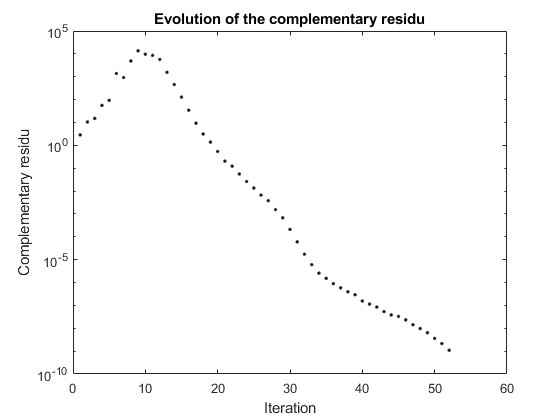 Evolution of the complementary residu
10^5
10^0
10^-5
10^-10
Complementary residu
0 10 20 30 40 50 60
Iteration